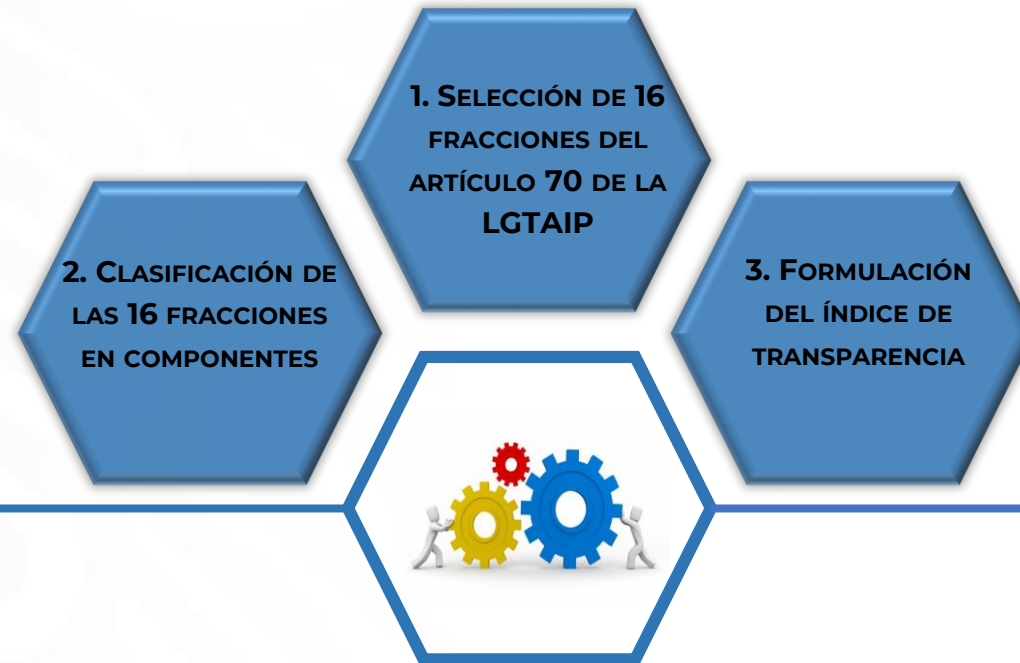 1. SELECCIÓN DE 16
FRACCIONES DEL
ARTÍCULO 70 DE LA
LGTAIP
2. CLASIFICACIÓN DE
LAS 16 FRACCIONES
EN COMPONENTES
3. FORMULACIÓN
DEL ÍNDICE DE
TRANSPARENCIA